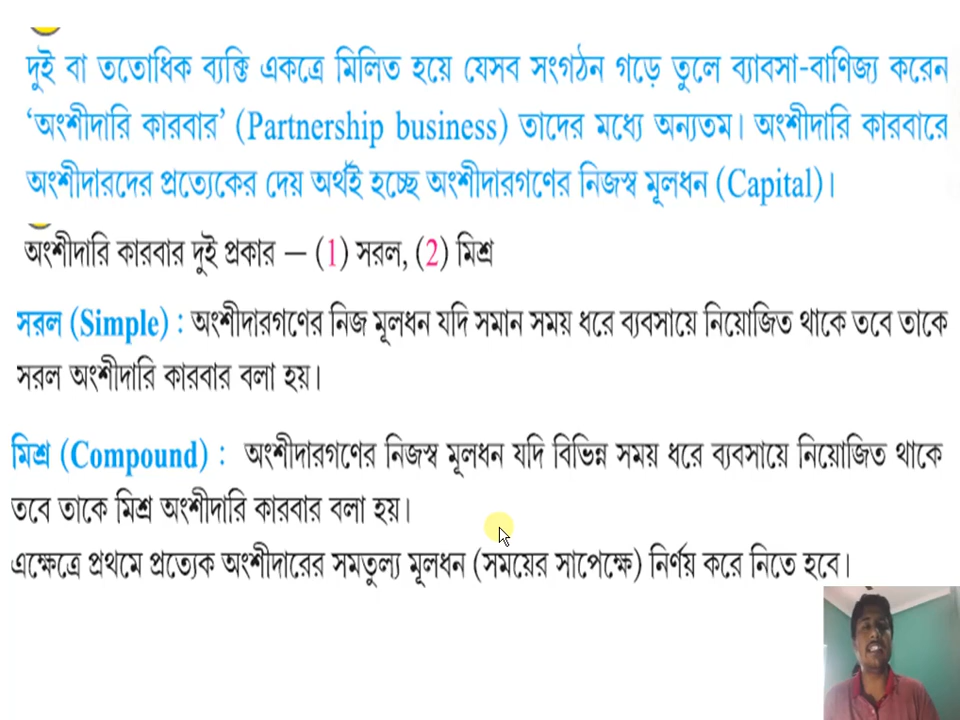 দুই বা ততোধিক ব্যক্তি একত্রে মিলিত হয়ে যেসব সংগঠন গড়ে তুলে ব্যাবসা-বাণিজ্য করেন
‘অংশীদারি কারবার’ (Partnership business) তাদের মধ্যে অন্যতম। অংশীদারি কারবারে
অংশীদারদের প্রত্যেকের দেয় অর্থই হচ্ছে অংশীদারগণের নিজস্ব মূলধন (Capital)।
অংশীদারি কারবার দুই প্রকার – (1) সরল, (2) মিশ্র
সরল (Simple) : অংশীদারগণের নিজ মূলধন যদি সমান সময় ধরে ব্যবসায়ে নিয়োজিত থাকে তবে তাকে
সরল অংশীদারি কারবার বলা হয়।
মিশ্র (Compound) : অংশীদারগণের নিজস্ব মূলধন যদি বিভিন্ন সময় ধরে ব্যবসায়ে নিয়োজিত থাকে
তবে তাকে মিশ্র অংশীদারি কারবার বলা হয়।
এক্ষেত্রে প্রথমে প্রত্যেক অংশীদারের সমতুল্য মূলধন (সময়ের সাপেক্ষে) নির্ণয় করে নিতে হবে।